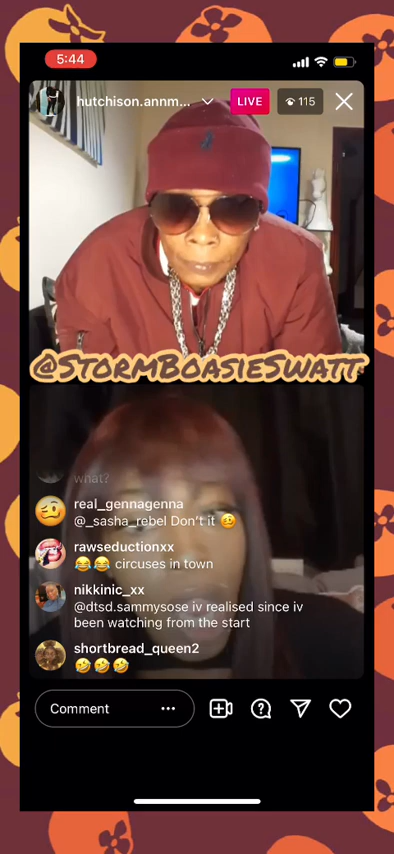 5:44
hutchison.annm...
LIVE
115
@StormBoasieSwatt
what?
real_gennagenna
@_sasha_rebel Don't it 🥴
rawseductionxx
😂😂 circuses in town
nikkinic_xx
@dtsd.sammysose iv realised since iv
been watching from the start
shortbread_queen2
🤣🤣🤣
Comment